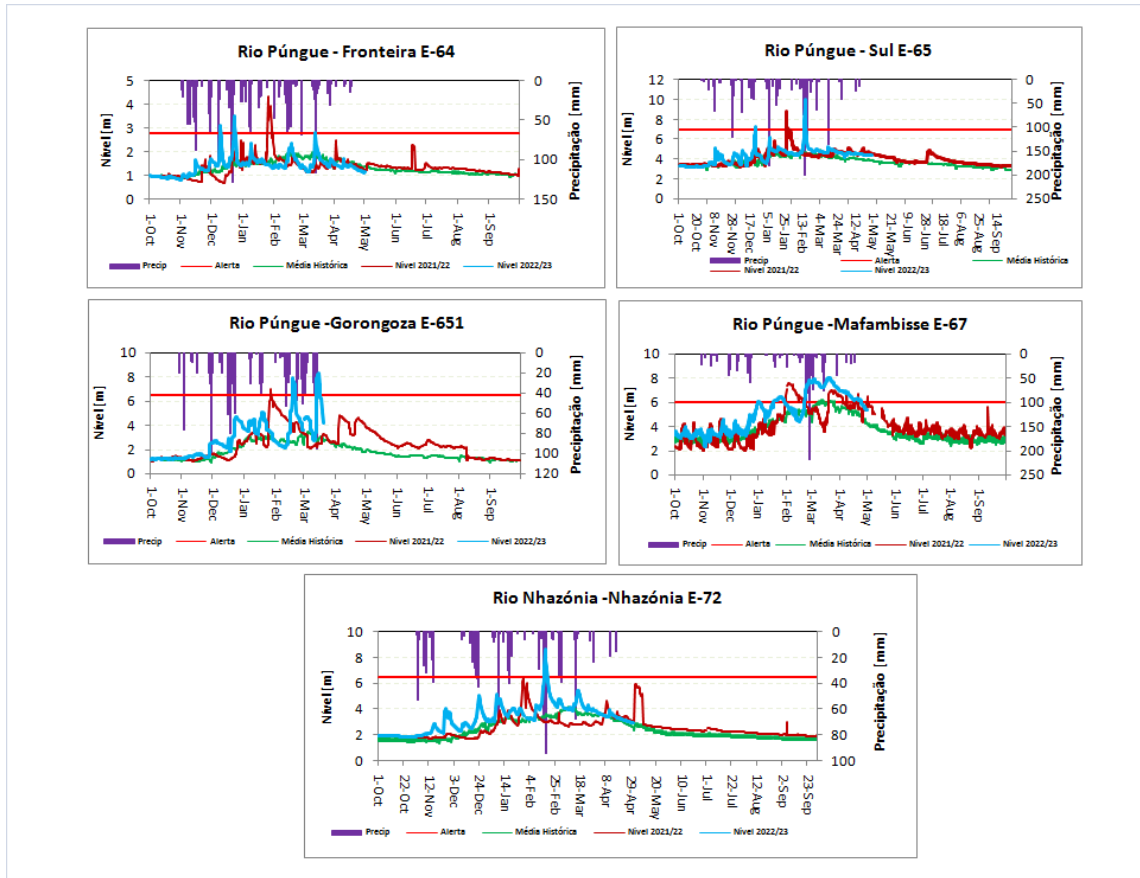 Rio Púngue - Fronteira E-64
Nível [m]
5
4
3
2
1
0
0
50
100
150
Precipitação [mm]
1-Oct
1-Nov
1-Dec
1-Jan
1-Feb
1-Mar
1-Apr
1-May
1-Jun
1-Jul
1-Aug
1-Sep
Precip Alerta Média Histórica Nivel 2021/22 Nivel 2022/23
Rio Púngue - Sul E-65
Nível [m]
12
10
8
6
4
2
0
0
50
100
150
200
250
Precipitação [mm]
1-Oct
20-Oct
8-Nov
28-Nov
17-Dec
5-Jan
25-Jan
13-Feb
4-Mar
24-Mar
12-Apr
1-May
21-May
9-Jun
28-Jun
18-Jul
6-Aug
25-Aug
14-Sep
Precip Alerta Média Histórica
Nivel 2021/22 Nivel 2022/23
Rio Púngue -Gorongoza E-651
Nível [m]
10
8
6
4
2
0
0
20
40
60
80
100
120
Precipitação [mm]
1-Oct
1-Nov
1-Dec
1-Jan
1-Feb
1-Mar
1-Apr
1-May
1-Jun
1-Jul
1-Aug
1-Sep
Precip Alerta Média Histórica Nivel 2021/22 Nivel 2022/23
Rio Púngue -Mafambisse E-67
Nível [m]
10
8
6
4
2
0
0
50
100
150
200
250
Precipitação [mm]
1-Oct
1-Nov
1-Dec
1-Jan
1-Feb
1-Mar
1-Apr
1-May
1-Jun
1-Jul
1-Aug
1-Sep
Precip Alerta Média Histórica Nivel 2021/22 Nivel 2022/23
Rio Nhazónia -Nhazónia E-72
Nível [m]
10
8
6
4
2
0
0
20
40
60
80
100
Precipitação [mm]
1-Oct
22-Oct
12-Nov
3-Dec
24-Dec
14-Jan
4-Feb
25-Feb
18-Mar
8-Apr
29-Apr
20-May
10-Jun
1-Jul
22-Jul
12-Aug
2-Sep
23-Sep
Precip Alerta Média Histórica Nivel 2021/22 Nivel 2022/23